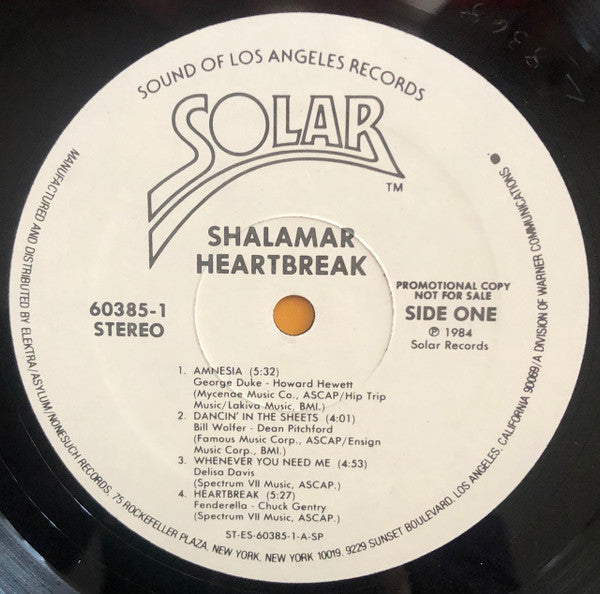 SOUND OF LOS ANGELES RECORDS
SOLAR
TM
SHALAMAR
HEARTBREAK
60385-1
STEREO
PROMOTIONAL COPY
NOT FOR SALE
SIDE ONE
℗ 1984
Solar Records
1. AMNESIA (5:32)
George Duke - Howard Hewett
(Mycenae Music Co., ASCAP/Hip Trip
Music/Lakiva Music, BMI.)
2. DANCIN' IN THE SHEETS (4:01)
Bill Wolfer - Dean Pitchford
(Famous Music Corp., ASCAP/Ensign
Music Corp., BMI.)
3. WHENEVER YOU NEED ME (4:53)
Delisa Davis
(Spectrum VII Music, ASCAP.)
4. HEARTBREAK (5:27)
Fenderella - Chuck Gentry
(Spectrum VII Music, ASCAP.)
ST-ES-60385-1-A-SP
MANUFACTURED AND DISTRIBUTED BY ELEKTRA/ASYLUM/NONESUCH RECORDS, 75 ROCKEFELLER PLAZA, NEW YORK, NEW YORK 10019. 9229 SUNSET BOULEVARD, LOS ANGELES, CALIFORNIA 90069/A DIVISION OF WARNER COMMUNICATIONS.